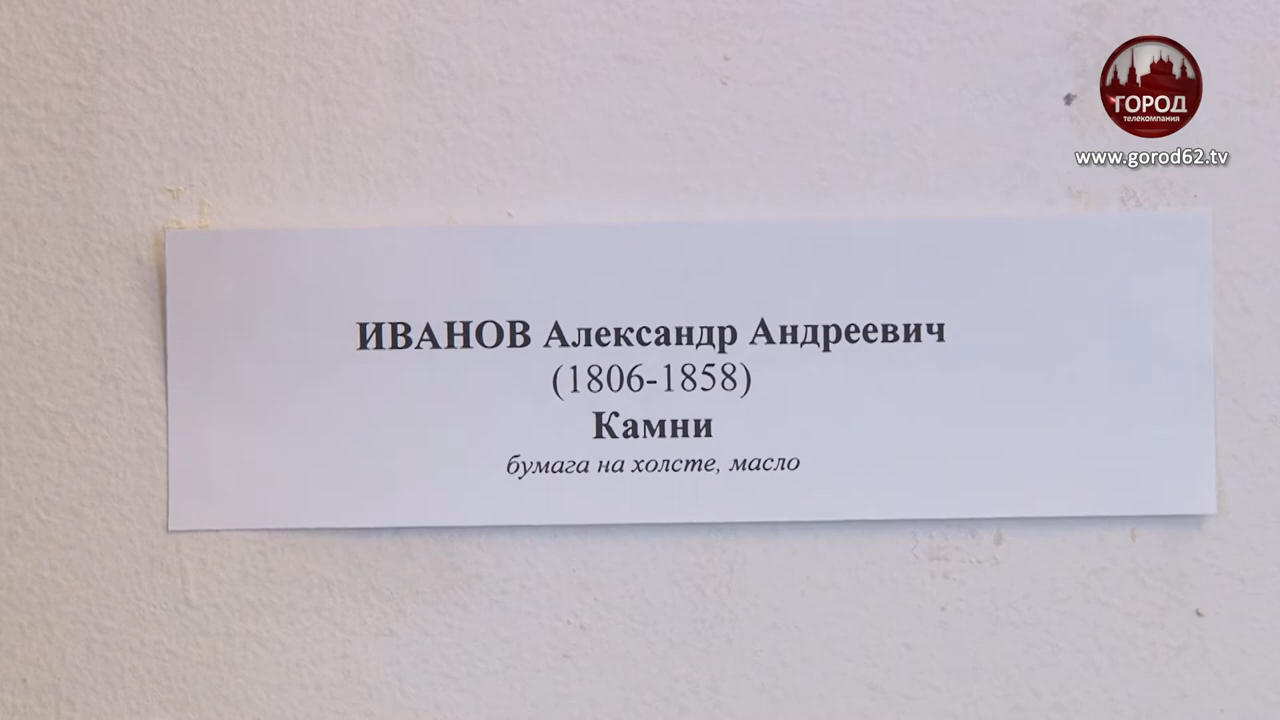 ГОРОД
телекомпания
www.gorod62.tv
ИВАНОВ Александр Андреевич
(1806-1858)
Камни
бумага на холсте, масло